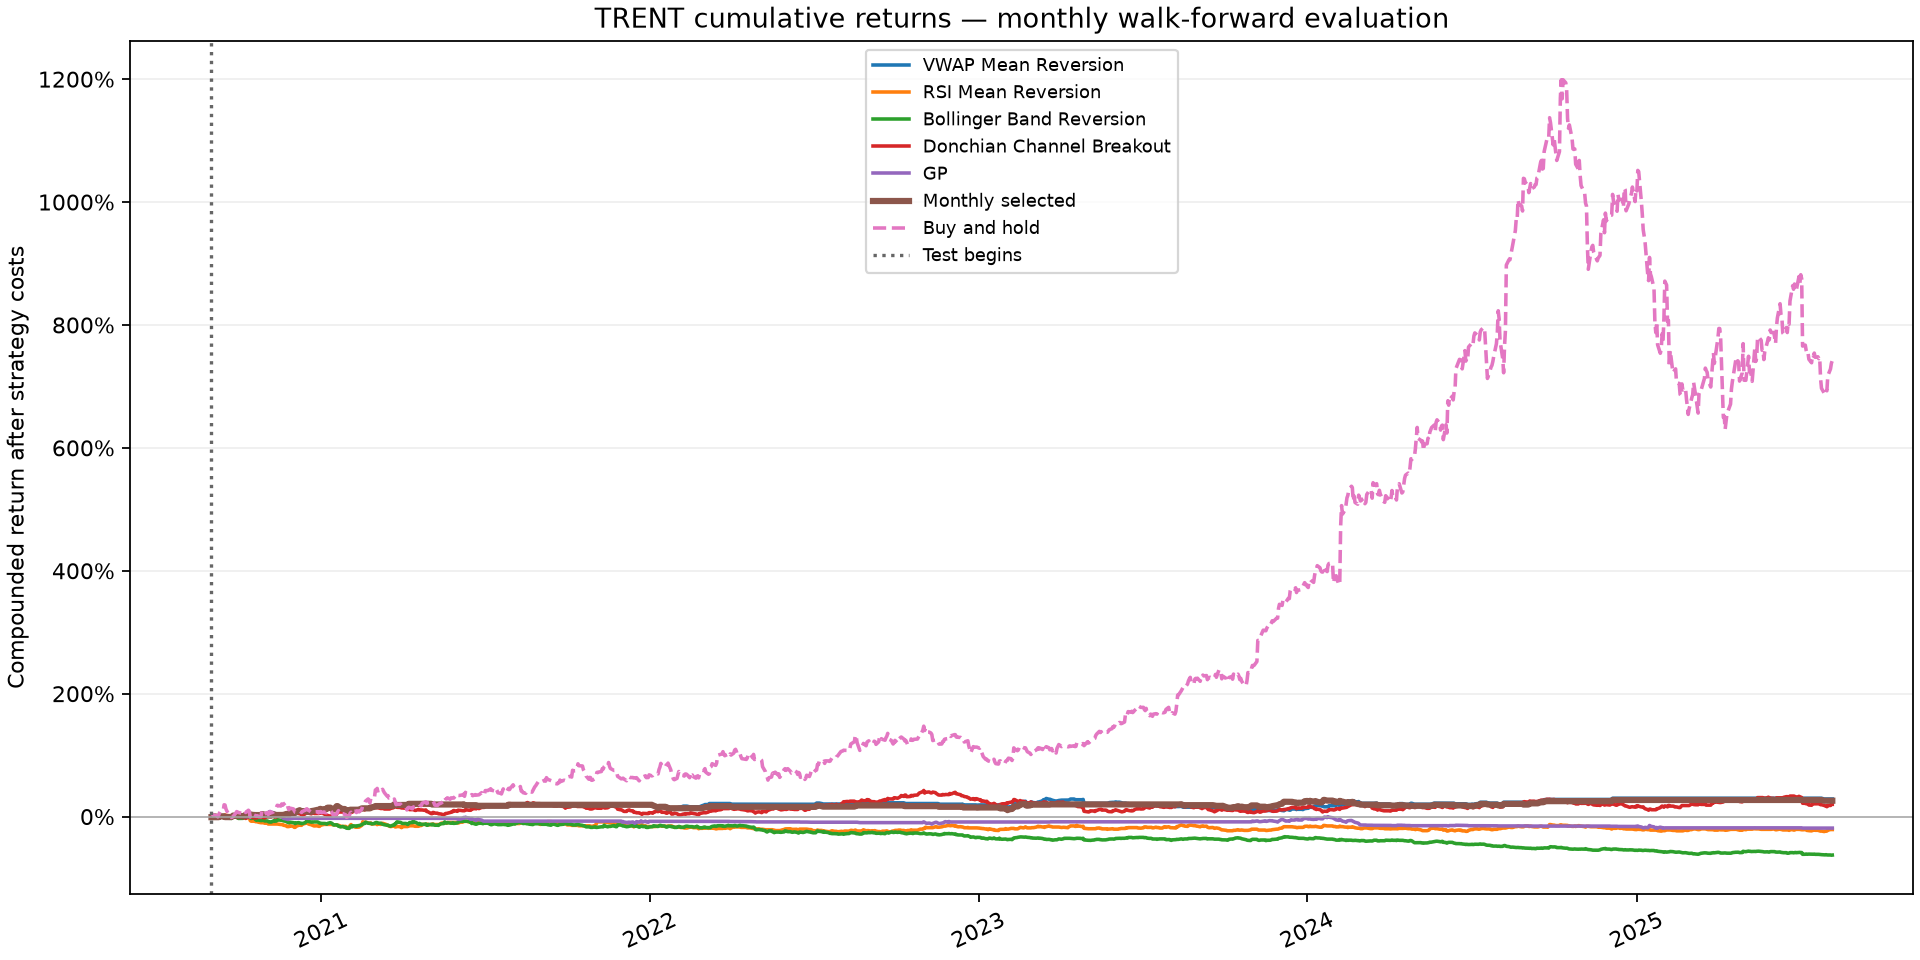 TRENT cumulative returns — monthly walk-forward evaluation
Compounded return after strategy costs
1200%
1000%
800%
600%
400%
200%
0%
VWAP Mean Reversion
RSI Mean Reversion
Bollinger Band Reversion
Donchian Channel Breakout
GP
Monthly selected
Buy and hold
Test begins
2021
2022
2023
2024
2025